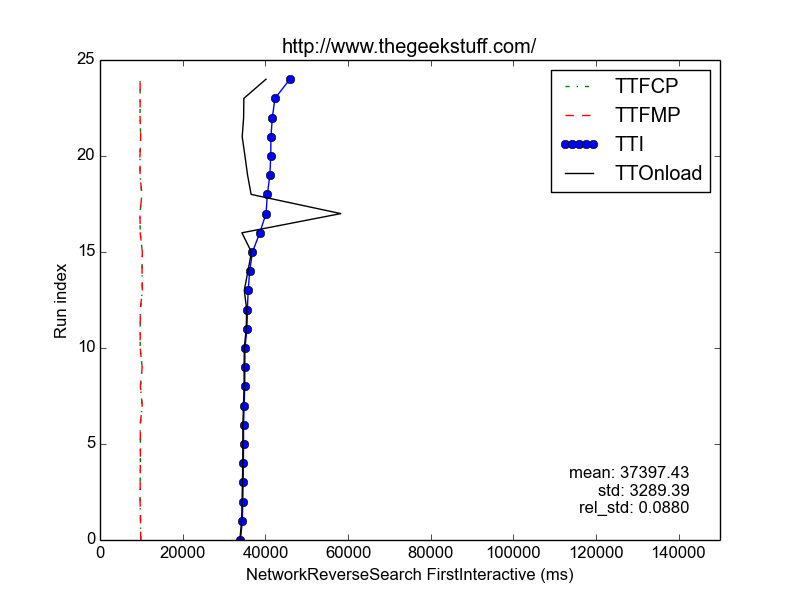 http://www.thegeekstuff.com/
25
20
15
10
5
0
Run index
TTFCP
TTFMP
TTI
TTOnload
mean: 37397.43
std: 3289.39
rel_std: 0.0880
0 20000 40000 60000 80000 100000 120000 140000
NetworkReverseSearch FirstInteractive (ms)